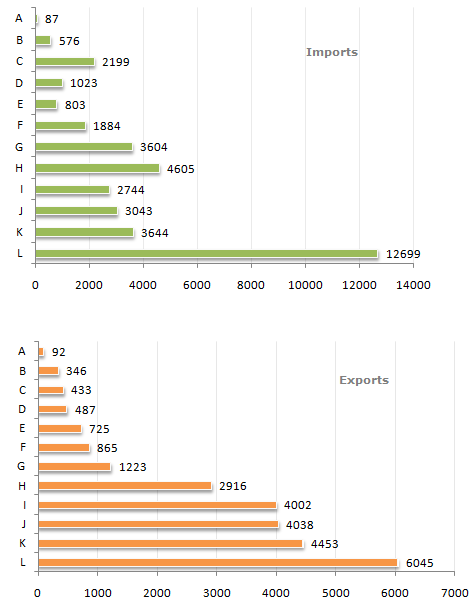 A 87
B 576
Imports
C 2199
D 1023
E 803
F 1884
G 3604
H 4605
I 2744
J 3043
K 3644
L 12699
0 2000 4000 6000 8000 10000 12000 14000
A 92
B 346
Exports
C 433
D 487
E 725
F 865
G 1223
H 2916
I 4002
J 4038
K 4453
L 6045
0 1000 2000 3000 4000 5000 6000 7000